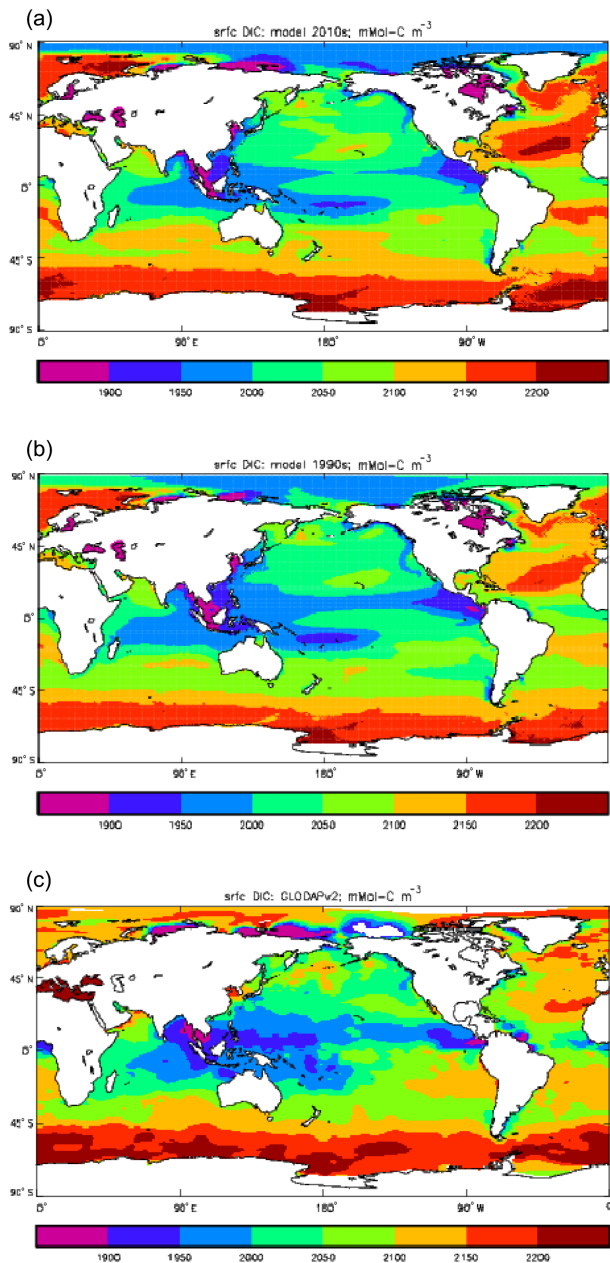 (a)
srfc DIC: model 2010s; mMol-C m⁻³
90° N
45° N
0°
45° S
90° S
0° 90° E 180° 90° W
1900 1950 2000 2050 2100 2150 2200
(b)
srfc DIC: model 1990s; mMol-C m⁻³
90° N
45° N
0°
45° S
90° S
0° 90° E 180° 90° W
1900 1950 2000 2050 2100 2150 2200
(c)
srfc DIC: GLODAPv2; mMol-C m⁻³
90° N
45° N
0°
45° S
90° S
0° 90° E 180° 90° W 0
1900 1950 2000 2050 2100 2150 2200